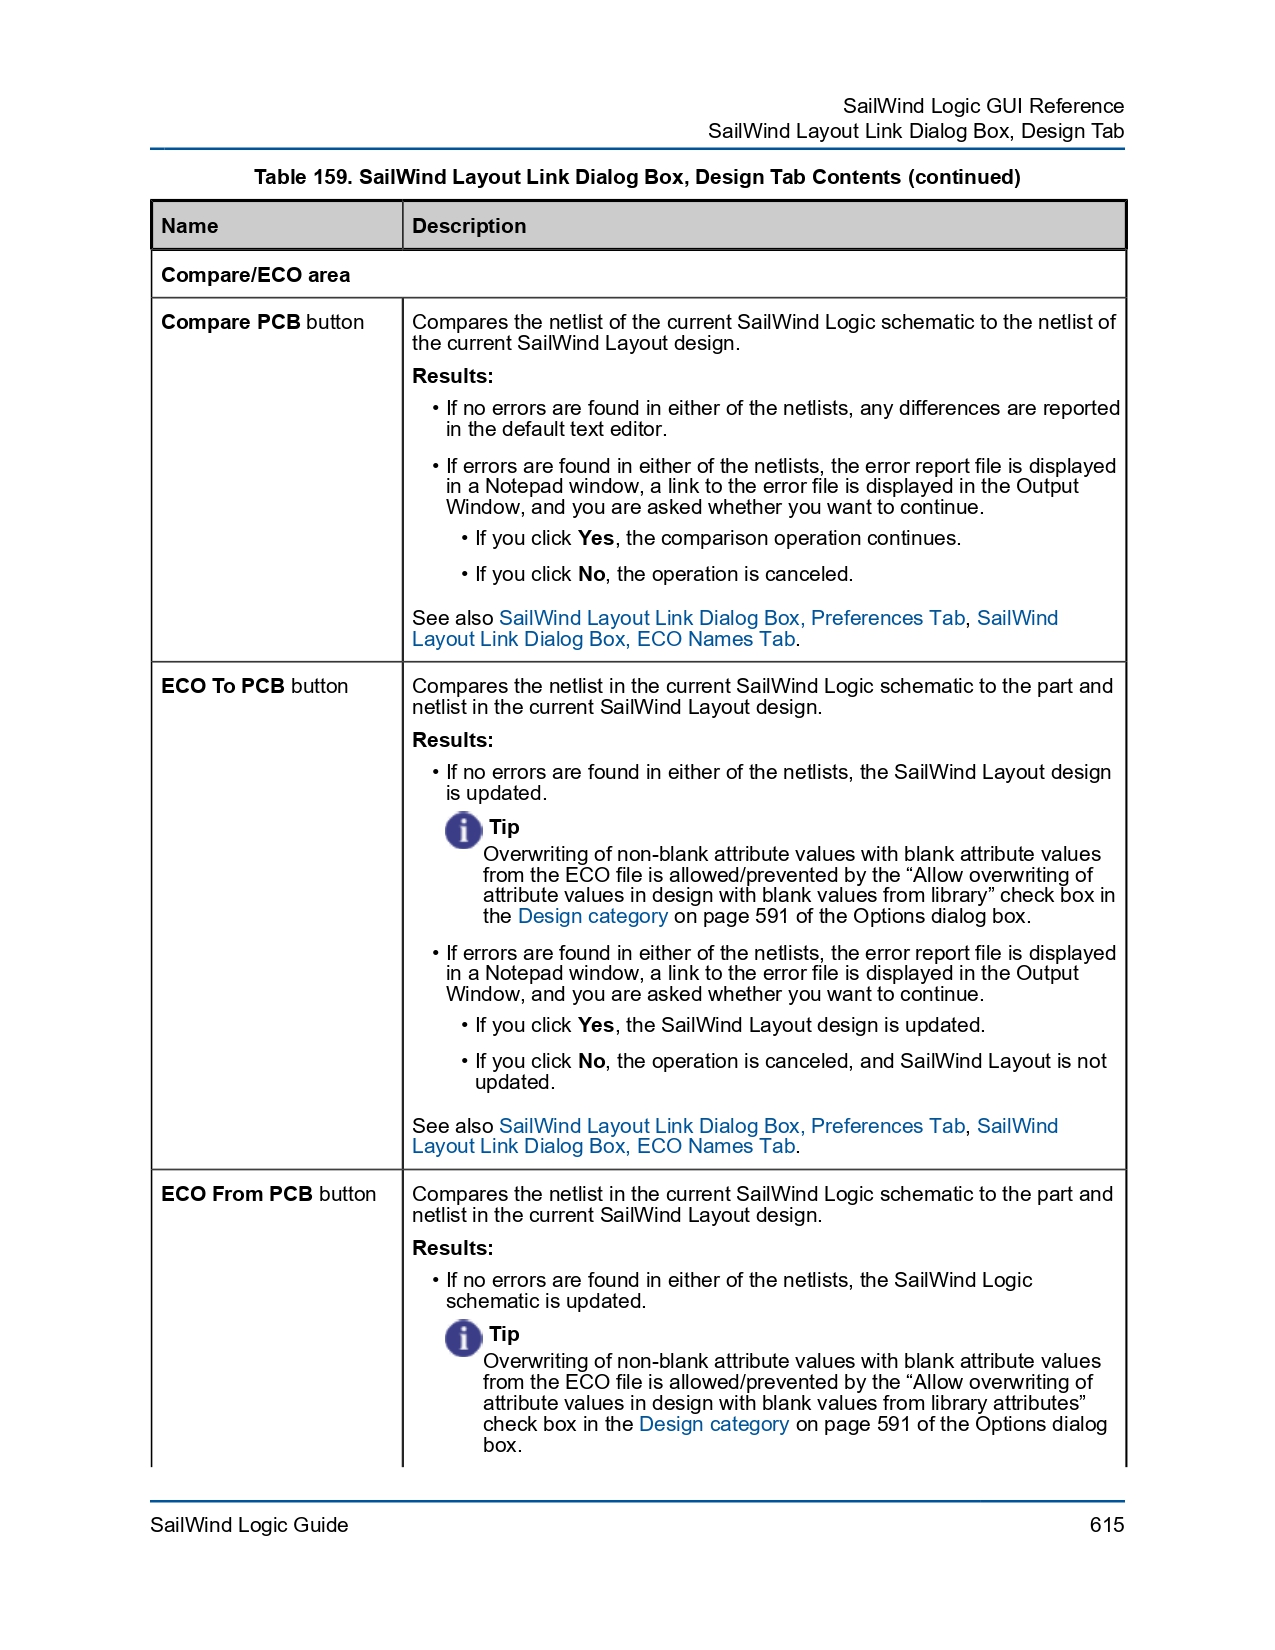 SailWind Logic GUI Reference
SailWind Layout Link Dialog Box, Design Tab
Table 159. SailWind Layout Link Dialog Box, Design Tab Contents (continued)
Name
Description
Compare/ECO area
Compare PCB button
Compares the netlist of the current SailWind Logic schematic to the netlist of
the current SailWind Layout design.
Results:
• If no errors are found in either of the netlists, any differences are reported
in the default text editor.
• If errors are found in either of the netlists, the error report file is displayed
in a Notepad window, a link to the error file is displayed in the Output
Window, and you are asked whether you want to continue.
• If you click Yes, the comparison operation continues.
• If you click No, the operation is canceled.
See also SailWind Layout Link Dialog Box, Preferences Tab, SailWind
Layout Link Dialog Box, ECO Names Tab.
ECO To PCB button
Compares the netlist in the current SailWind Logic schematic to the part and
netlist in the current SailWind Layout design.
Results:
• If no errors are found in either of the netlists, the SailWind Layout design
is updated.
i Tip
Overwriting of non-blank attribute values with blank attribute values
from the ECO file is allowed/prevented by the “Allow overwriting of
attribute values in design with blank values from library” check box in
the Design category on page 591 of the Options dialog box.
• If errors are found in either of the netlists, the error report file is displayed
in a Notepad window, a link to the error file is displayed in the Output
Window, and you are asked whether you want to continue.
• If you click Yes, the SailWind Layout design is updated.
• If you click No, the operation is canceled, and SailWind Layout is not
updated.
See also SailWind Layout Link Dialog Box, Preferences Tab, SailWind
Layout Link Dialog Box, ECO Names Tab.
ECO From PCB button
Compares the netlist in the current SailWind Logic schematic to the part and
netlist in the current SailWind Layout design.
Results:
• If no errors are found in either of the netlists, the SailWind Logic
schematic is updated.
i Tip
Overwriting of non-blank attribute values with blank attribute values
from the ECO file is allowed/prevented by the “Allow overwriting of
attribute values in design with blank values from library attributes”
check box in the Design category on page 591 of the Options dialog
box.
SailWind Logic Guide
615